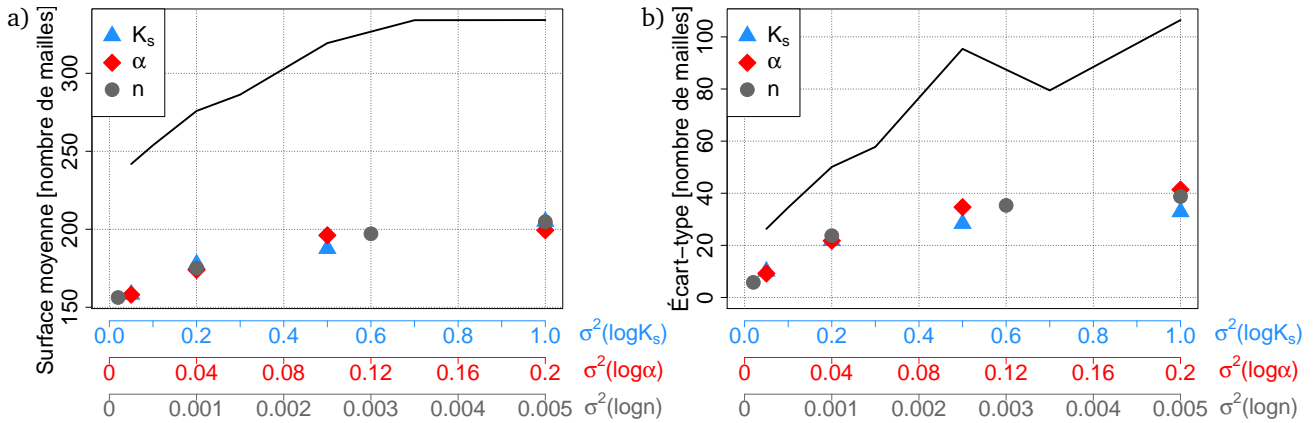 a)
Surface moyenne [nombre de mailles]
150 200 250 300
Ks
α
n
0.0 0.2 0.4 0.6 0.8 1.0 σ²(logKs)
0 0.04 0.08 0.12 0.16 0.2 σ²(logα)
0 0.001 0.002 0.003 0.004 0.005 σ²(logn)
b)
Écart−type [nombre de mailles]
0 20 40 60 80 100
Ks
α
n
0.0 0.2 0.4 0.6 0.8 1.0 σ²(logKs)
0 0.04 0.08 0.12 0.16 0.2 σ²(logα)
0 0.001 0.002 0.003 0.004 0.005 σ²(logn)